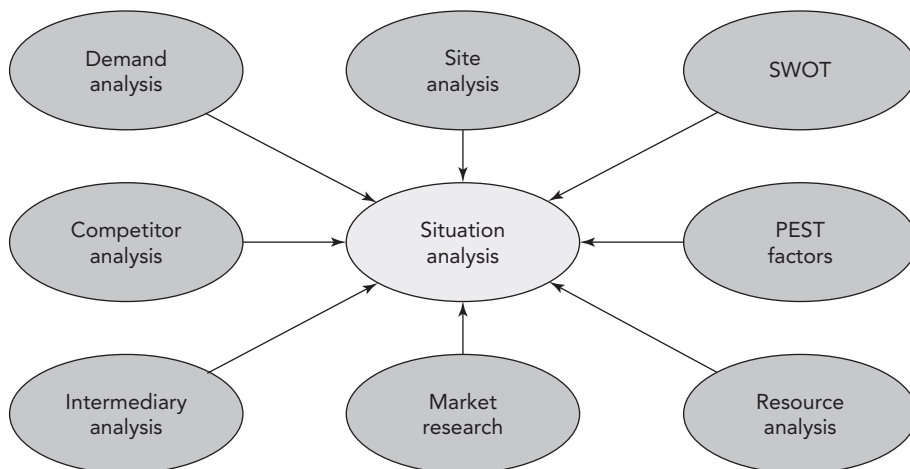 Demand
analysis
Site
analysis
SWOT
Competitor
analysis
Situation
analysis
PEST
factors
Intermediary
analysis
Market
research
Resource
analysis